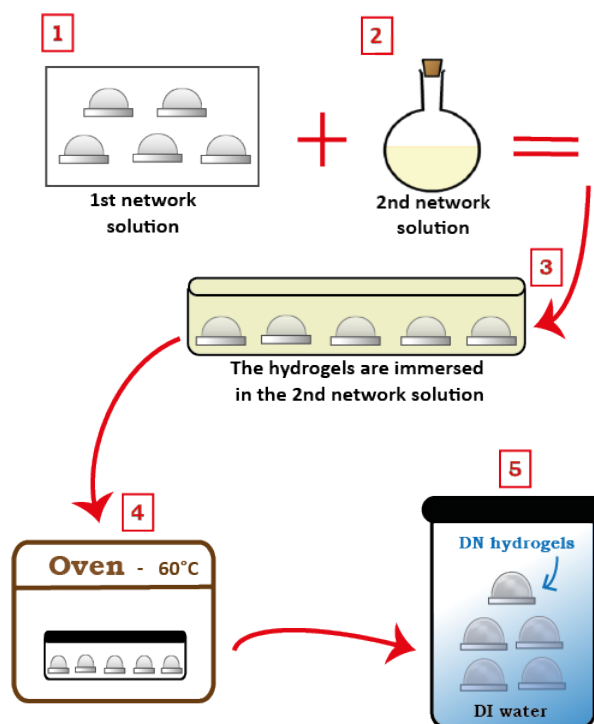 1
2
1st network
solution
2nd network
solution
3
The hydrogels are immersed
in the 2nd network solution
4
Oven - 60°C
5
DN hydrogels
DI water